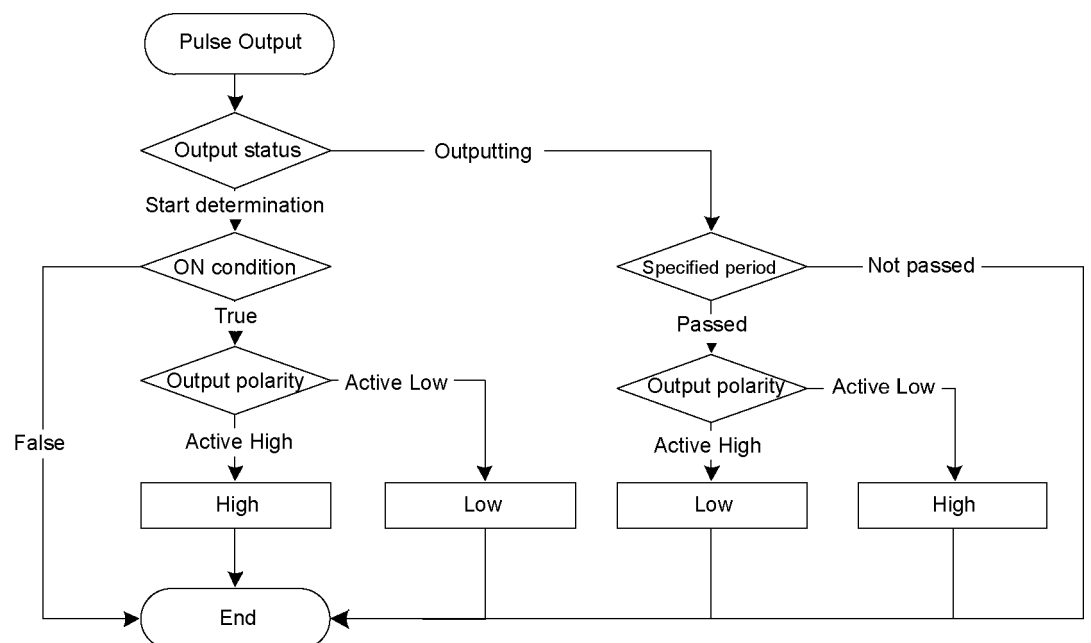 Pulse Output
Output status
Outputting
Start determination
ON condition
Specified period
Not passed
True
Passed
Output polarity
Active Low
Output polarity
Active Low
False
Active High
Active High
High
Low
Low
High
End